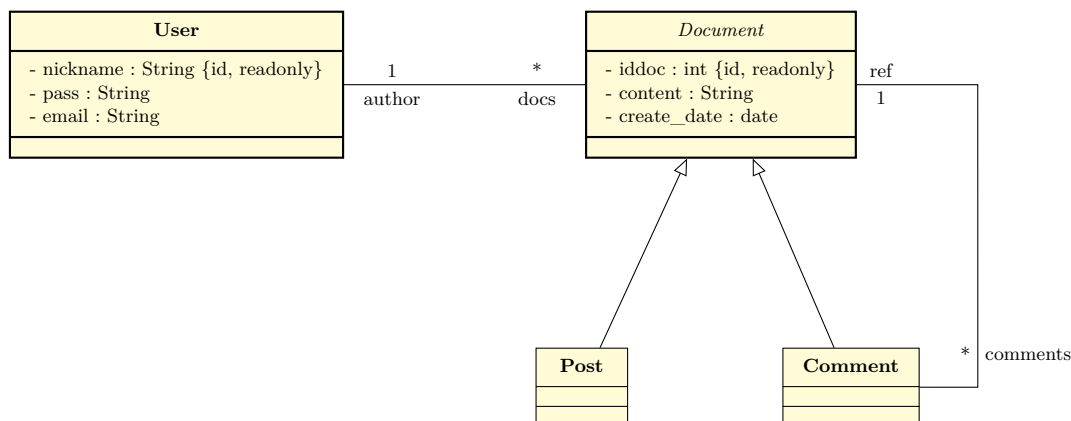 User
- nickname : String {id, readonly}
- pass : String
- email : String
1
author
*
docs
Document
- iddoc : int {id, readonly}
- content : String
- create_date : date
ref
1
* comments
Post
Comment